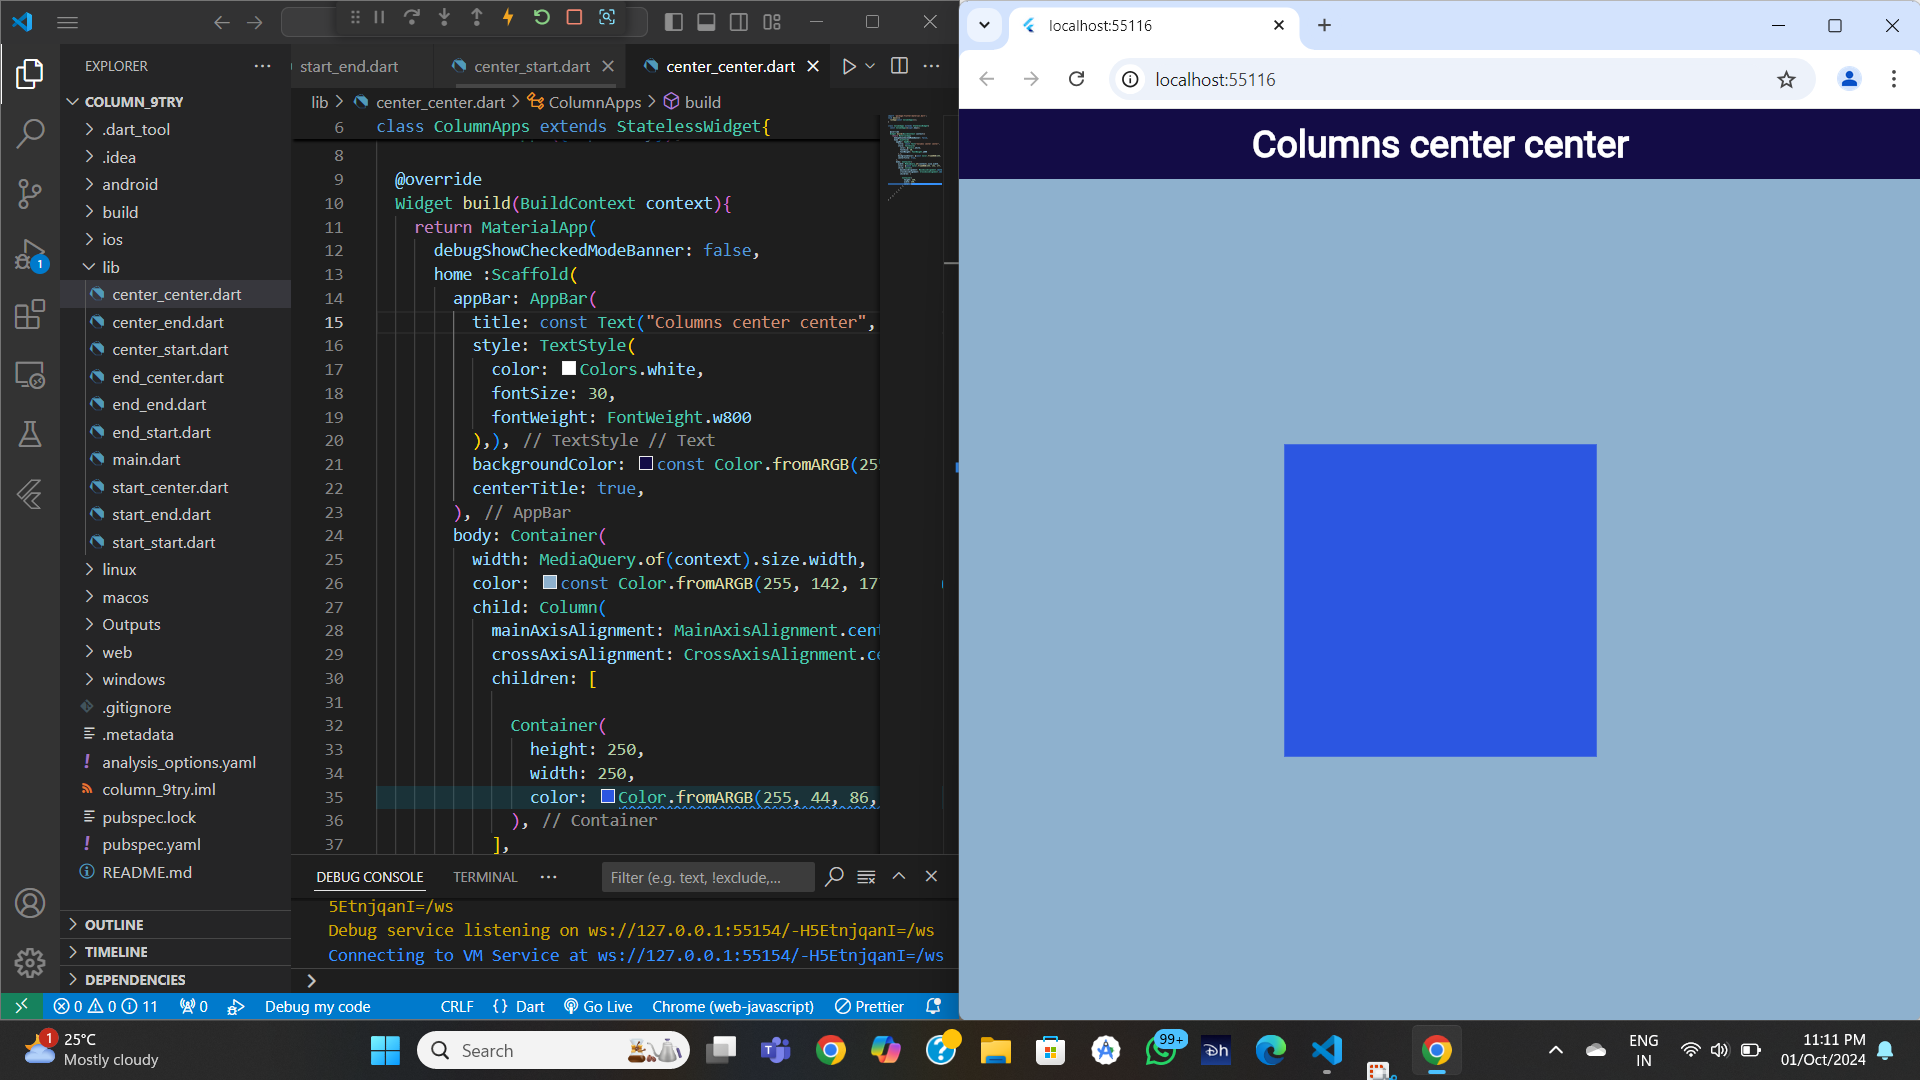 start_end.dart
center_start.dart
center_center.dart
EXPLORER
COLUMN_9TRY
.dart_tool
.idea
android
build
ios
lib
center_center.dart
center_end.dart
center_start.dart
end_center.dart
end_end.dart
end_start.dart
main.dart
start_center.dart
start_end.dart
start_start.dart
linux
macos
Outputs
web
windows
.gitignore
.metadata
analysis_options.yaml
column_9try.iml
pubspec.lock
pubspec.yaml
README.md
OUTLINE
TIMELINE
DEPENDENCIES
1
lib > center_center.dart > ColumnApps > build
6 class ColumnApps extends StatelessWidget{
8
9 @override
10 Widget build(BuildContext context){
11 return MaterialApp(
12 debugShowCheckedModeBanner: false,
13 home :Scaffold(
14 appBar: AppBar(
15 title: const Text("Columns center center",
16 style: TextStyle(
17 color: Colors.white,
18 fontSize: 30,
19 fontWeight: FontWeight.w800
20 ),), // TextStyle // Text
21 backgroundColor: const Color.fromARGB(255
22 centerTitle: true,
23 ), // AppBar
24 body: Container(
25 width: MediaQuery.of(context).size.width,
26 color: const Color.fromARGB(255, 142, 17
27 child: Column(
28 mainAxisAlignment: MainAxisAlignment.cent
29 crossAxisAlignment: CrossAxisAlignment.ce
30 children: [
31
32 Container(
33 height: 250,
34 width: 250,
35 color: Color.fromARGB(255, 44, 86,
36 ), // Container
37 ],
DEBUG CONSOLE
TERMINAL
Filter (e.g. text, !exclude,...
5EtnjqanI=/ws
Debug service listening on ws://127.0.0.1:55154/-H5EtnjqanI=/ws
Connecting to VM Service at ws://127.0.0.1:55154/-H5EtnjqanI=/ws
0 0 11 0 Debug my code CRLF {} Dart Go Live Chrome (web-javascript) Prettier
localhost:55116
localhost:55116
Columns center center
1
25°C
Mostly cloudy
Search
99+
Dh
ENG
IN
11:11 PM
01/Oct/2024